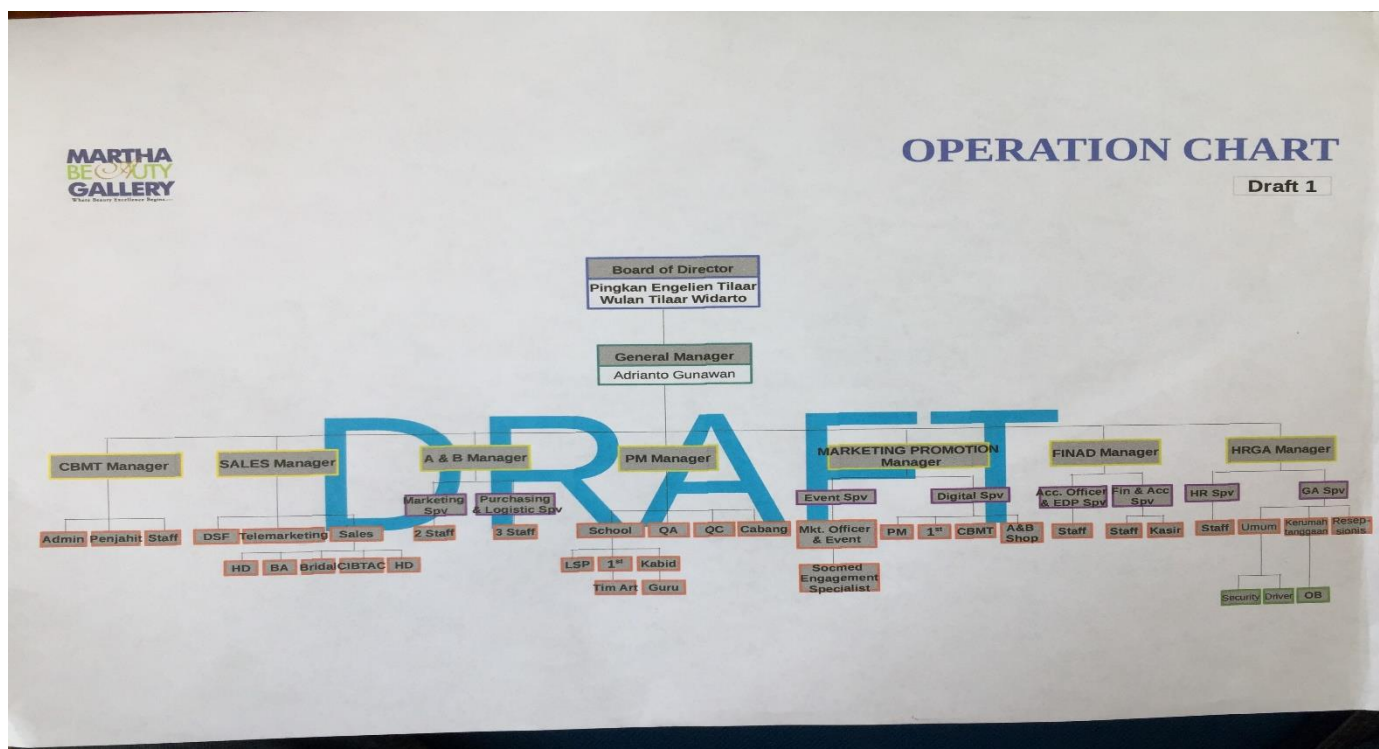 MARTHA
BEAUTY
GALLERY
Where Beauty Excellence Begins....
OPERATION CHART
Draft 1
Board of Director
Pingkan Engelien Tilaar
Wulan Tilaar Widarto
General Manager
Adrianto Gunawan
DRAFT
CBMT Manager
SALES Manager
A & B Manager
PM Manager
MARKETING PROMOTION
Manager
FINAD Manager
HRGA Manager
Marketing
Spv
Purchasing
& Logistic Spv
Event Spv
Digital Spv
Acc. Officer
& EDP Spv
Fin & Acc
Spv
HR Spv
GA Spv
Admin
Penjahit
Staff
DSF
Telemarketing
Sales
2 Staff
3 Staff
School
QA
QC
Cabang
Mkt. Officer
& Event
PM
1st
CBMT
A&B
Shop
Staff
Staff
Kasir
Staff
Umum
Kerumah
tanggaan
Resep-
sionis
HD
BA
Bridal
CIBTAC
HD
LSP
1st
Kabid
Socmed
Engagement
Specialist
Tim Art
Guru
Security
Driver
OB